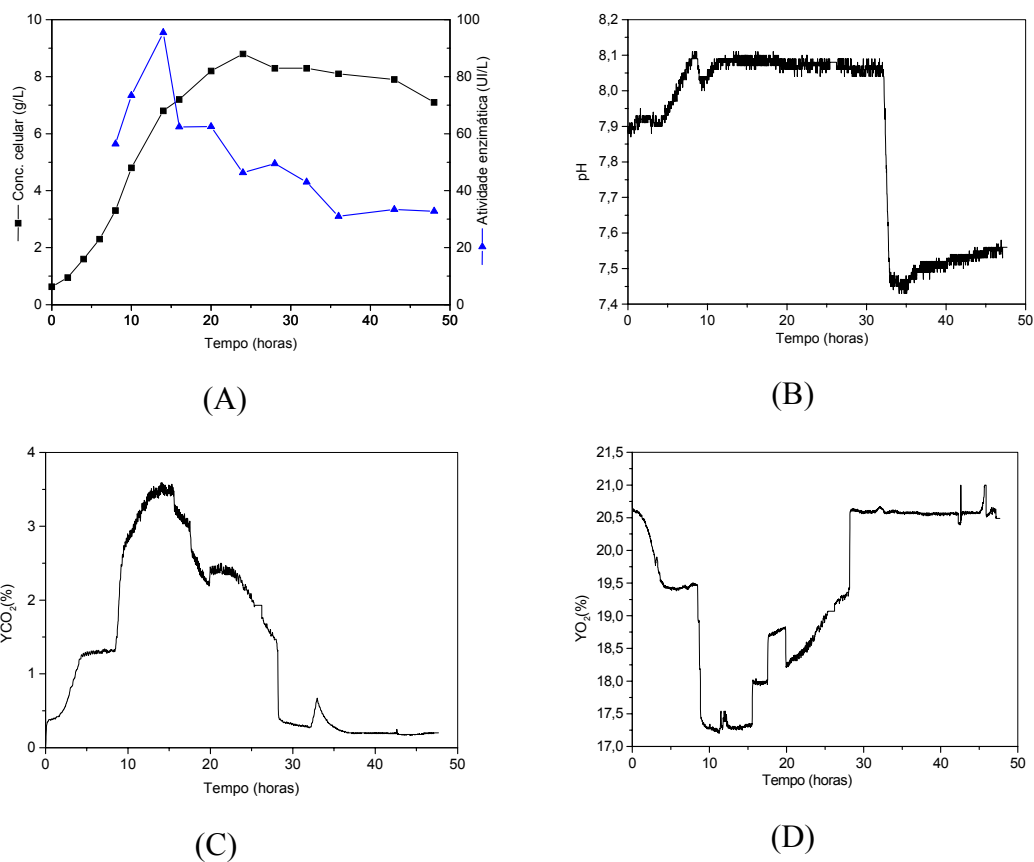 10
8
6
4
2
0
Conc. celular (g/L)
0 10 20 30 40 50
Tempo (horas)
100
80
60
40
20
0
Atividade enzimática (UI/L)
(A)
8,2
8,1
8,0
7,9
7,8
7,7
7,6
7,5
7,4
pH
0 10 20 30 40 50
Tempo (horas)
(B)
4
3
2
1
0
YCO2(%)
0 10 20 30 40 50
Tempo (horas)
(C)
21,5
21,0
20,5
20,0
19,5
19,0
18,5
18,0
17,5
17,0
YO2(%)
0 10 20 30 40 50
Tempo (horas)
(D)